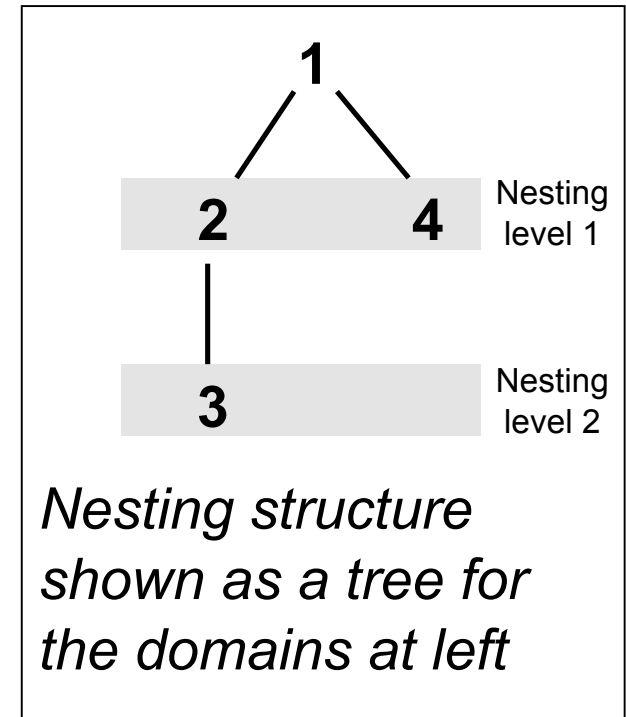 1
2 4 Nesting
level 1
3 Nesting
level 2
Nesting structure
shown as a tree for
the domains at left